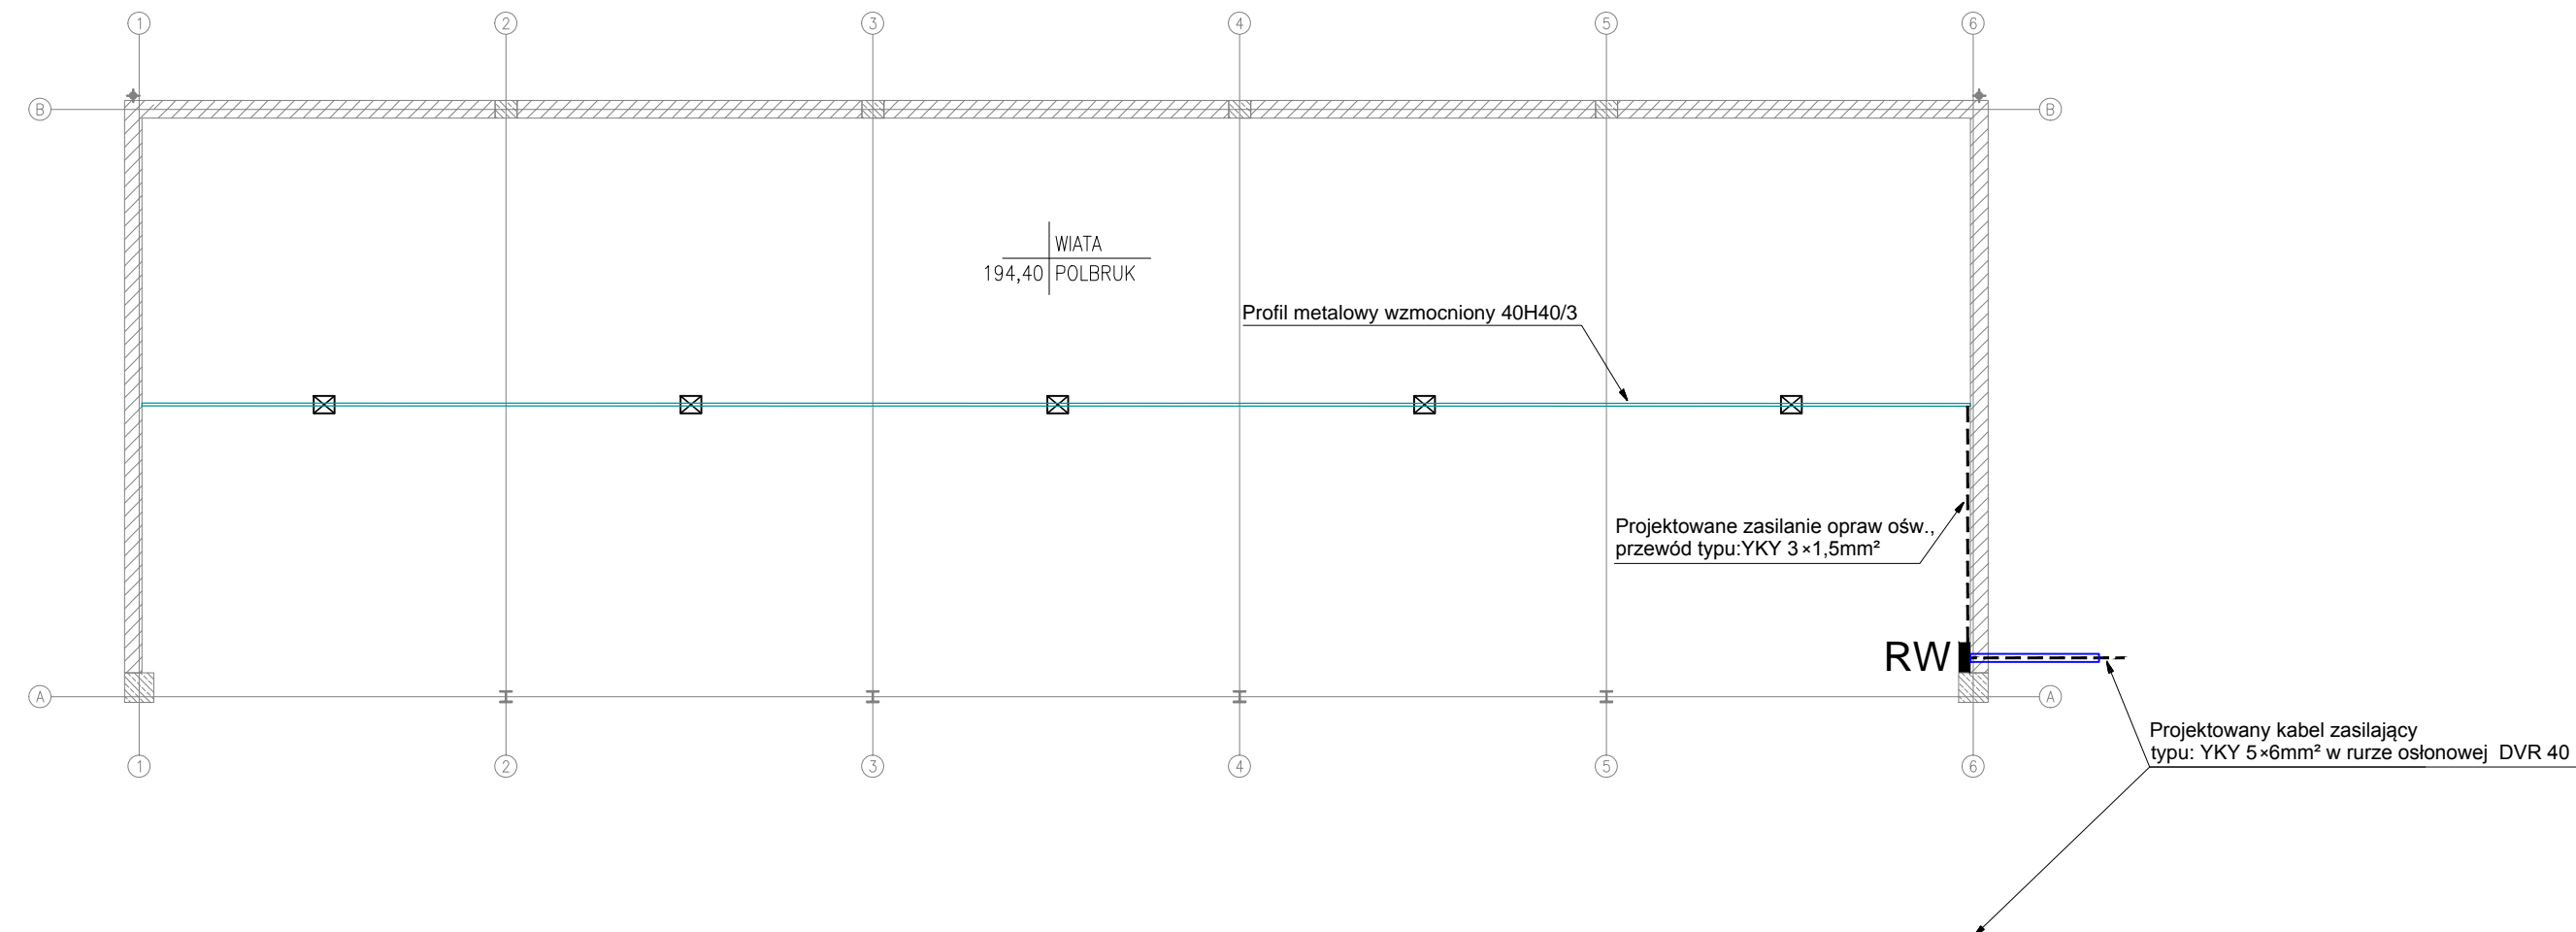 1 2 3 4 5 6
B B
WIATA
194,40 POLBRUK
Profil metalowy wzmocniony 40H40/3
Projektowane zasilanie opraw ośw.,
przewód typu:YKY 3×1,5mm²
RW
A A
Projektowany kabel zasilający
typu: YKY 5×6mm² w rurze osłonowej DVR 40
1 2 3 4 5 6